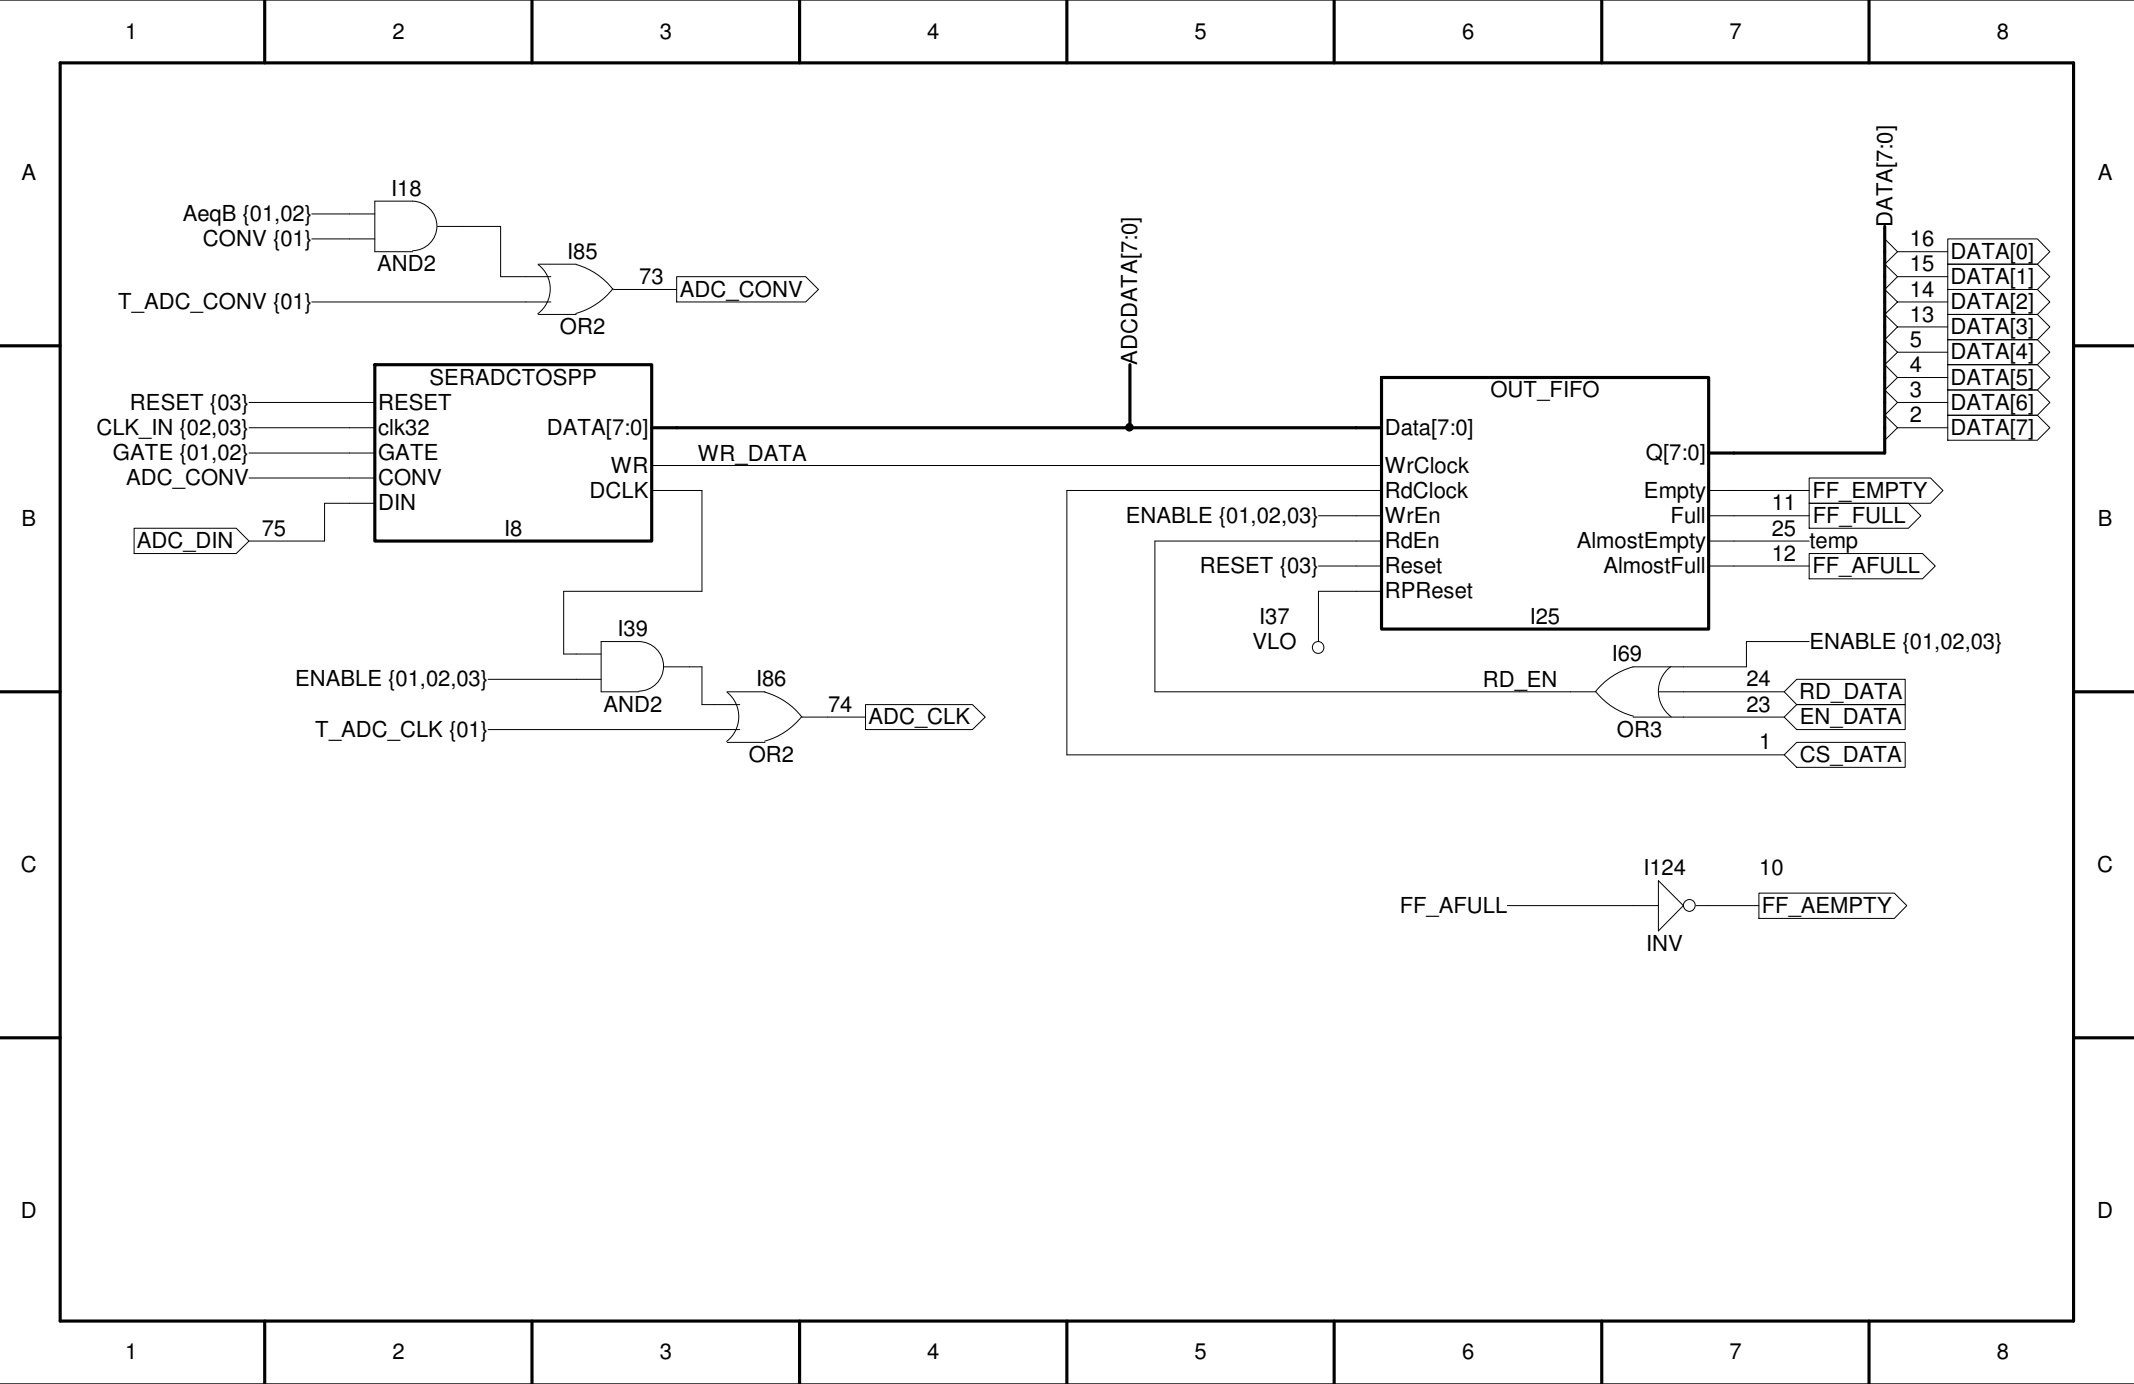 1 2 3 4 5 6 7 8
A A
DATA[7:0]
I18
AeqB {01,02}
CONV {01}
AND2
I85
T_ADC_CONV {01}
73 ADC_CONV
OR2
ADCDATA[7:0]
16 DATA[0]
15 DATA[1]
14 DATA[2]
13 DATA[3]
5 DATA[4]
4 DATA[5]
3 DATA[6]
2 DATA[7]
SERADCTOSPP
RESET {03} RESET
CLK_IN {02,03} clk32 DATA[7:0]
GATE {01,02} GATE
ADC_CONV CONV WR WR_DATA
DIN DCLK
ADC_DIN 75
I8
OUT_FIFO
Data[7:0]
Q[7:0]
WrClock
RdClock Empty FF_EMPTY
ENABLE {01,02,03} WrEn Full 11 FF_FULL
RdEn AlmostEmpty 25 temp
RESET {03} Reset AlmostFull 12 FF_AFULL
RPReset
I37
VLO
I25
B B
I39
ENABLE {01,02,03}
AND2
I86
T_ADC_CLK {01}
74 ADC_CLK
OR2
I69
ENABLE {01,02,03}
RD_EN
24 RD_DATA
23 EN_DATA
OR3
1 CS_DATA
C C
I124 10
FF_AFULL FF_AEMPTY
INV
D D
1 2 3 4 5 6 7 8